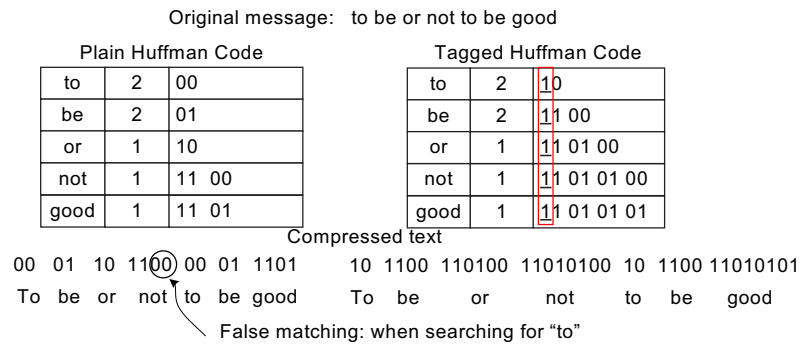 Original message: to be or not to be good
Plain Huffman Code
to 2 00
be 2 01
or 1 10
not 1 11 00
good 1 11 01
Tagged Huffman Code
to 2 10
be 2 11 00
or 1 11 01 00
not 1 11 01 01 00
good 1 11 01 01 01
Compressed text
00 01 10 1100 00 01 1101
To be or not to be good
10 1100 110100 11010100 10 1100 11010101
To be or not to be good
False matching: when searching for “to”